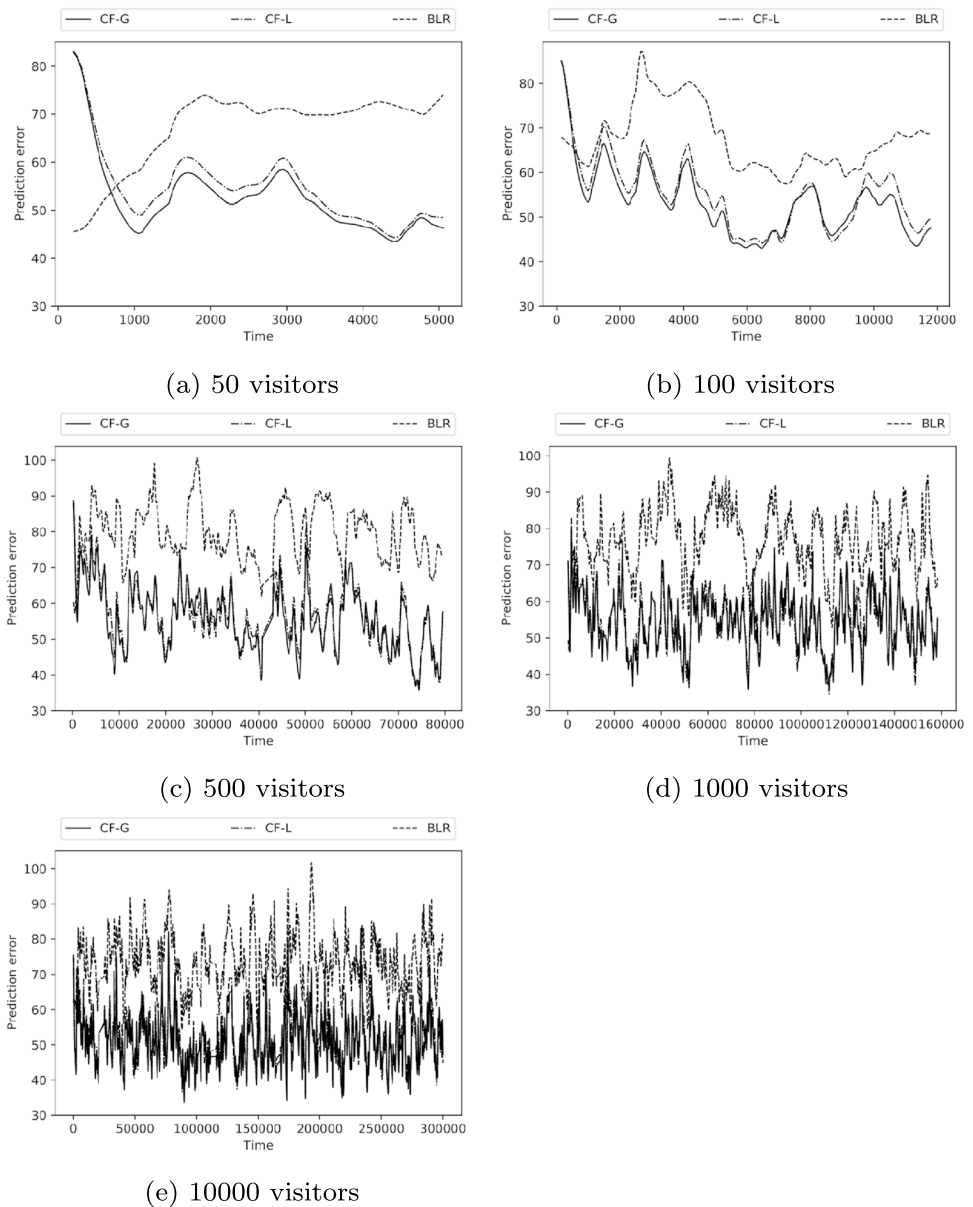 CF-G CF-L BLR
80
70
60
50
40
30
Prediction error
0 1000 2000 3000 4000 5000
Time
(a) 50 visitors
CF-G CF-L BLR
80
70
60
50
40
30
Prediction error
0 2000 4000 6000 8000 10000 12000
Time
(b) 100 visitors
CF-G CF-L BLR
100
90
80
70
60
50
40
30
Prediction error
0 10000 20000 30000 40000 50000 60000 70000 80000
Time
(c) 500 visitors
CF-G CF-L BLR
100
90
80
70
60
50
40
30
Prediction error
0 20000 40000 60000 80000 100000 120000 140000 160000
Time
(d) 1000 visitors
CF-G CF-L BLR
100
90
80
70
60
50
40
30
Prediction error
0 50000 100000 150000 200000 250000 300000
Time
(e) 10000 visitors